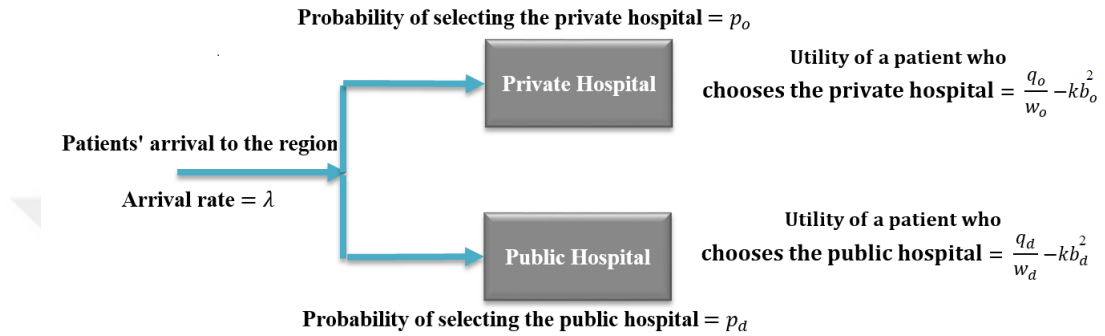 Probability of selecting the private hospital = p_o
Private Hospital
Utility of a patient who
chooses the private hospital = q_o/w_o −kb_o^2
Patients' arrival to the region
Arrival rate = λ
Public Hospital
Utility of a patient who
chooses the public hospital = q_d/w_d −kb_d^2
Probability of selecting the public hospital = p_d